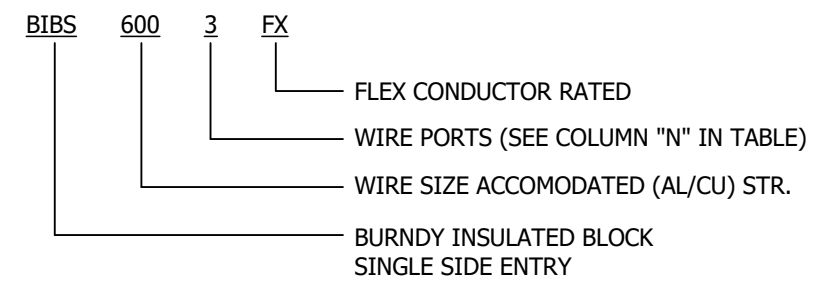 BIBS 600 3 FX
FLEX CONDUCTOR RATED
WIRE PORTS (SEE COLUMN "N" IN TABLE)
WIRE SIZE ACCOMODATED (AL/CU) STR.
BURNDY INSULATED BLOCK
SINGLE SIDE ENTRY